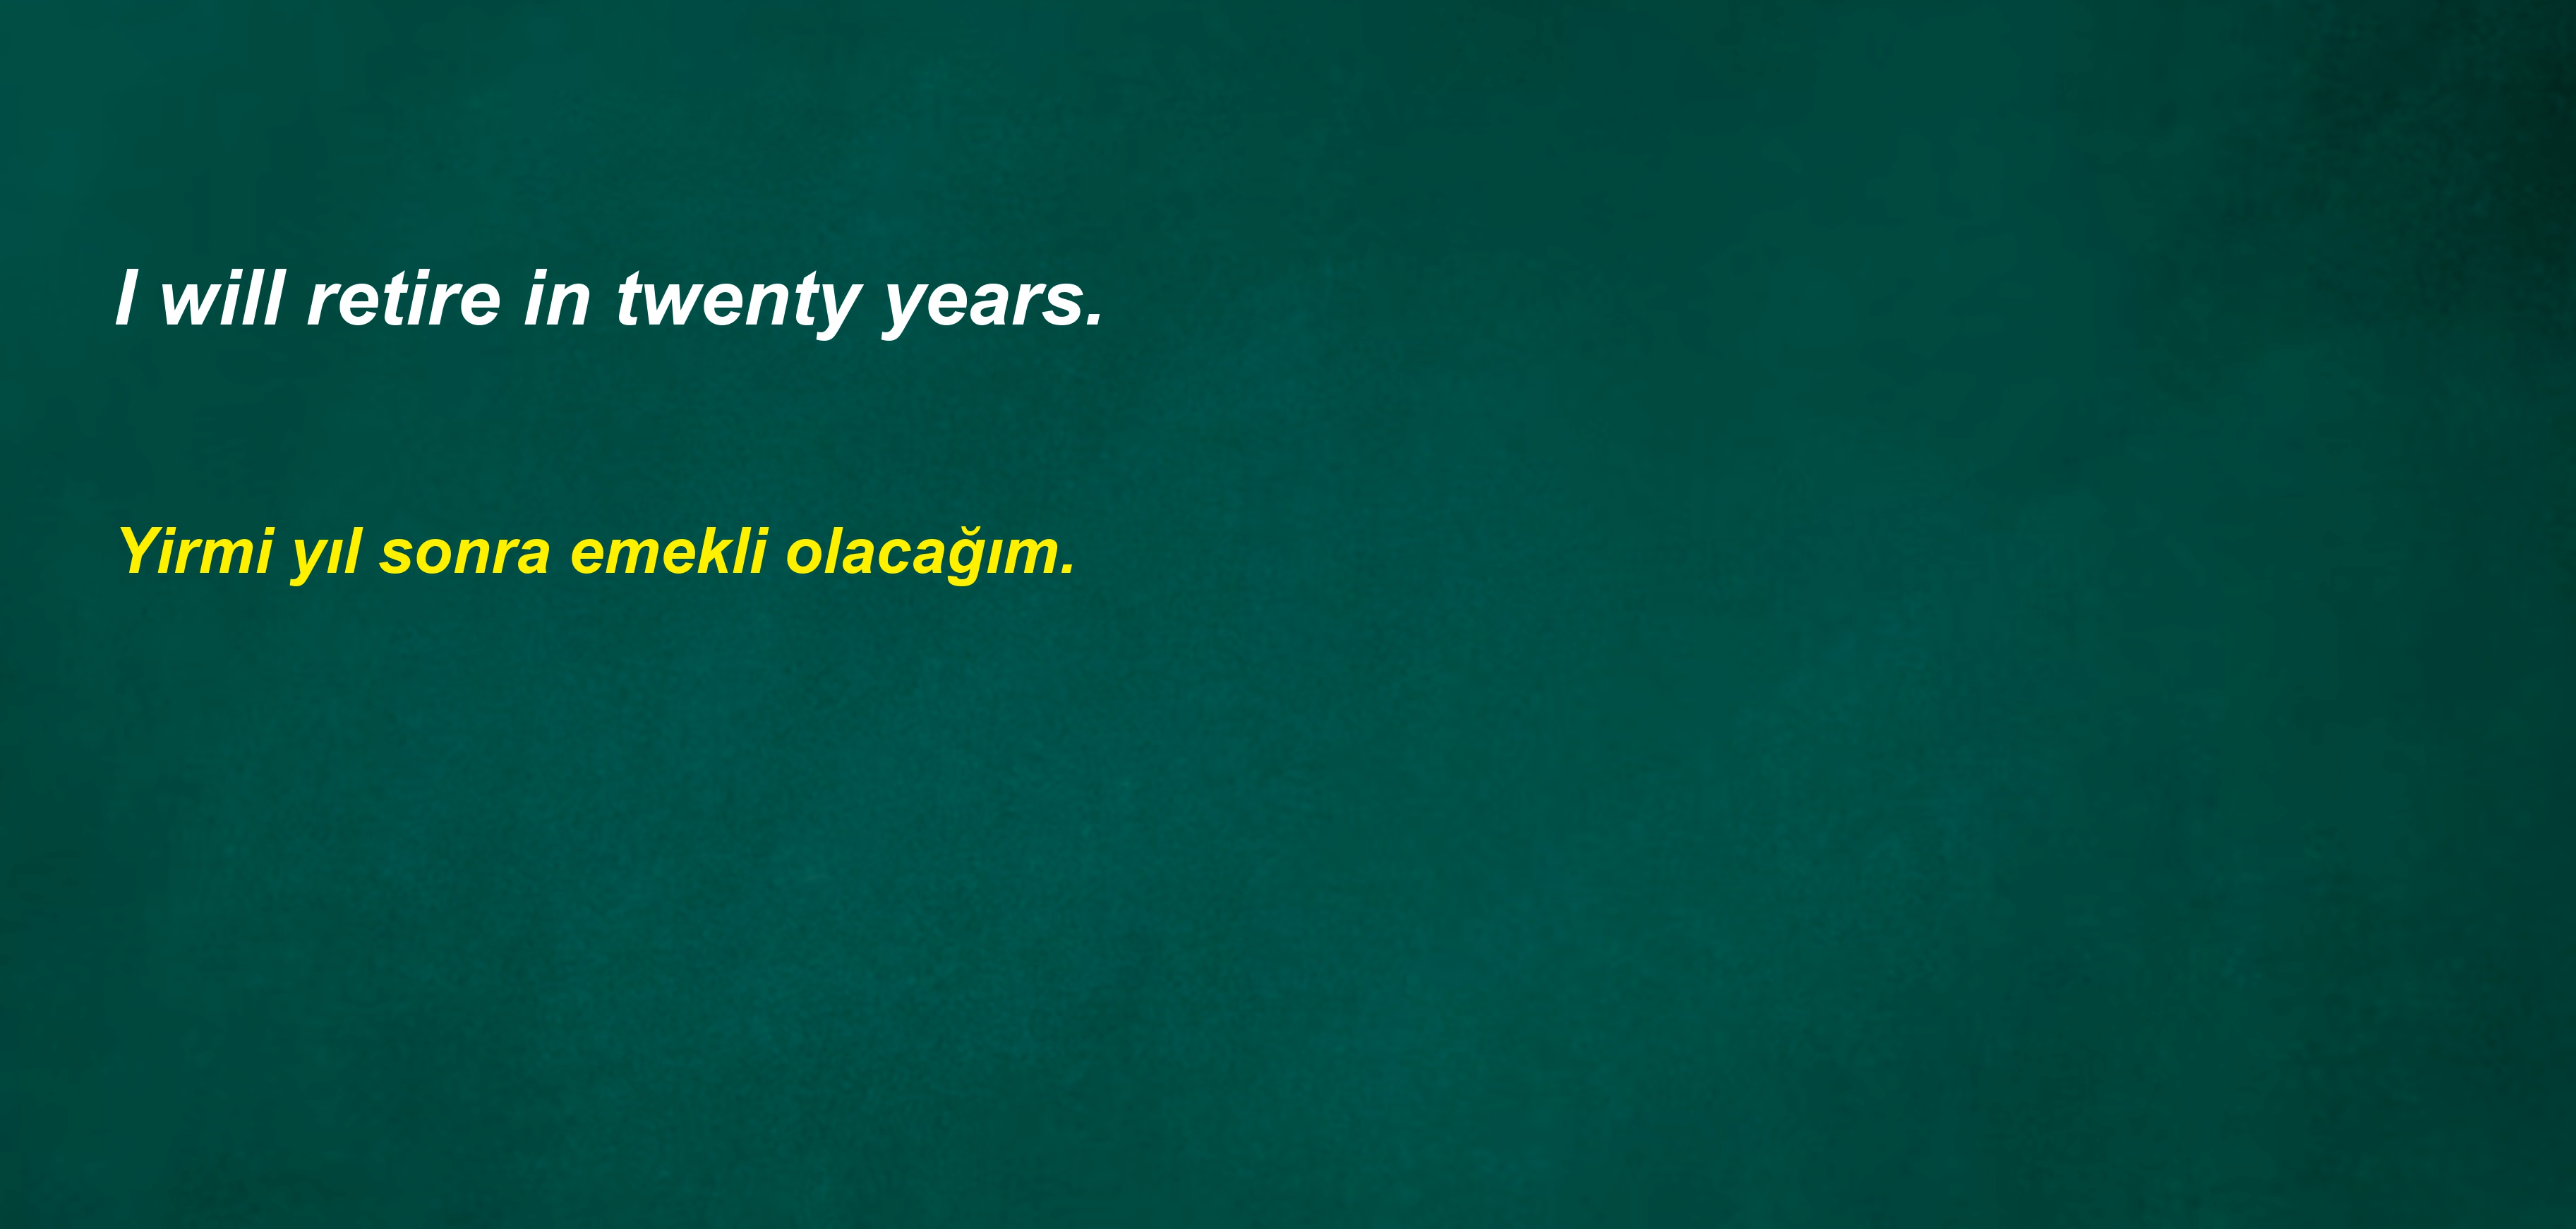 I will retire in twenty years.
Yirmi yıl sonra emekli olacağım.